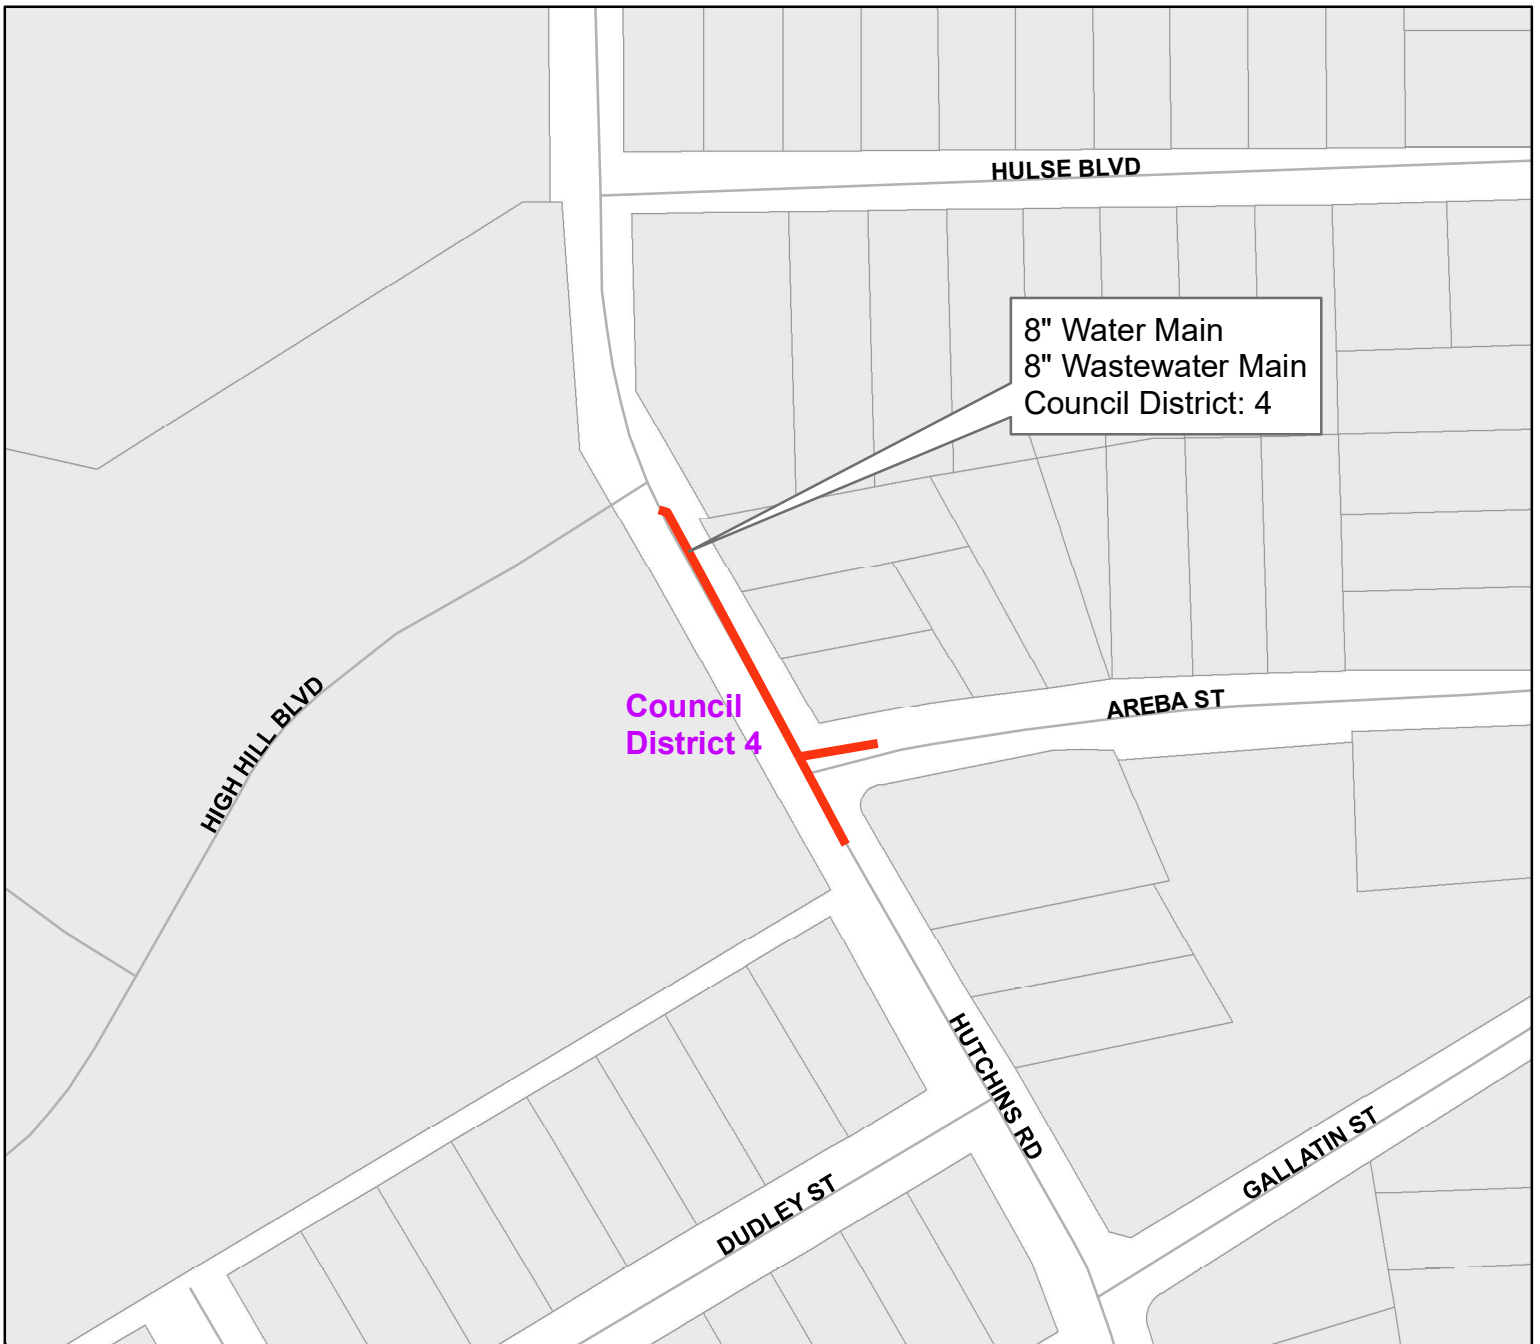 HULSE BLVD
8" Water Main
8" Wastewater Main
Council District: 4
HIGH HILL BLVD
Council
District 4
AREBA ST
HUTCHINS RD
GALLATIN ST
DUDLEY ST